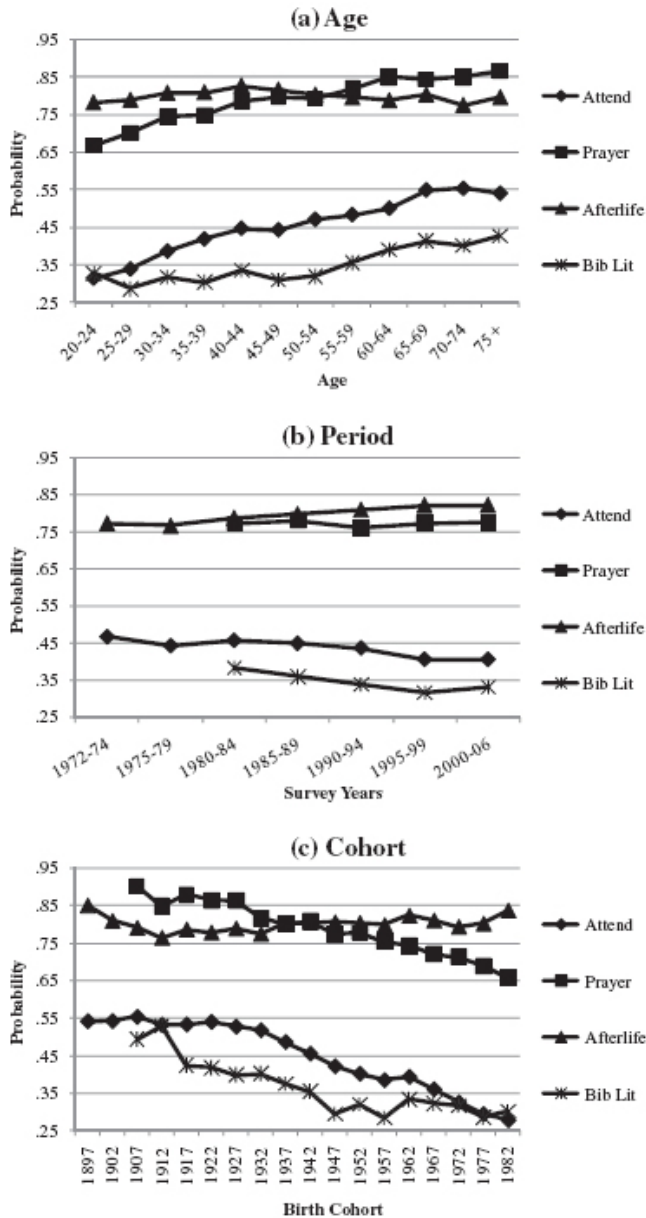 (a) Age
.95
.85
.75
.65
.55
.45
.35
.25
Probability
20-24
25-29
30-34
35-39
40-44
45-49
50-54
55-59
60-64
65-69
70-74
75 +
Age
Attend
Prayer
Afterlife
Bib Lit
(b) Period
.95
.85
.75
.65
.55
.45
.35
.25
Probability
1972-74
1975-79
1980-84
1985-89
1990-94
1995-99
2000-06
Survey Years
Attend
Prayer
Afterlife
Bib Lit
(c) Cohort
.95
.85
.75
.65
.55
.45
.35
.25
Probability
1897
1902
1907
1912
1917
1922
1927
1932
1937
1942
1947
1952
1957
1962
1967
1972
1977
1982
Birth Cohort
Attend
Prayer
Afterlife
Bib Lit